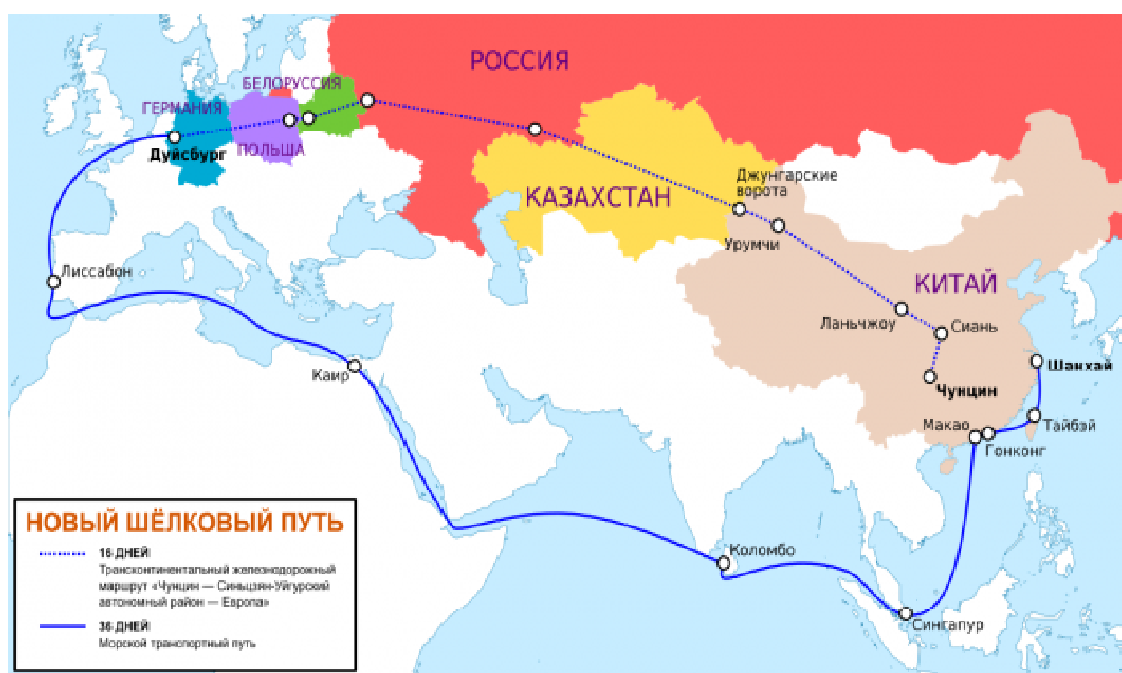 РОССИЯ
БЕЛОРУССИЯ
ГЕРМАНИЯ
ПОЛЬША
Дуйсбург
Джунгарские
ворота
КАЗАХСТАН
Урумчи
Лиссабон
КИТАЙ
Ланьчжоу
Сиань
Каир
Шанхай
Чунцин
Макао
Тайбэй
Гонконг
НОВЫЙ ШЁЛКОВЫЙ ПУТЬ
16 ДНЕЙ
Трансконтинентальный железнодорожный
маршрут «Чунцин — Синьцзян-Уйгурский
автономный район — Европа»
36 ДНЕЙ
Морской транспортный путь
Коломбо
Сингапур